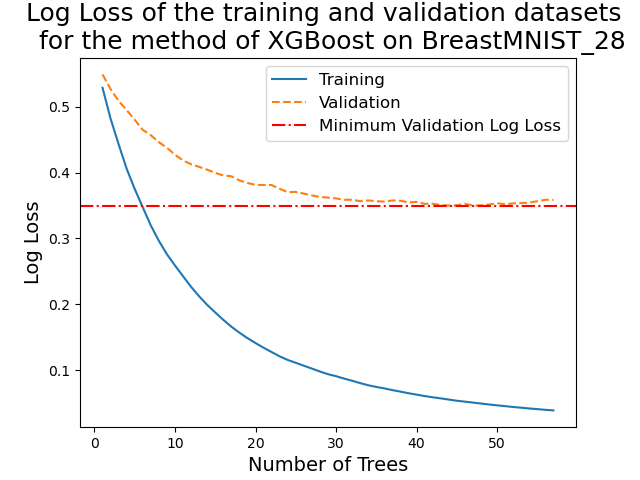 Log Loss of the training and validation datasets
for the method of XGBoost on BreastMNIST_28
Training
Validation
Minimum Validation Log Loss
Log Loss
0.5
0.4
0.3
0.2
0.1
0 10 20 30 40 50
Number of Trees